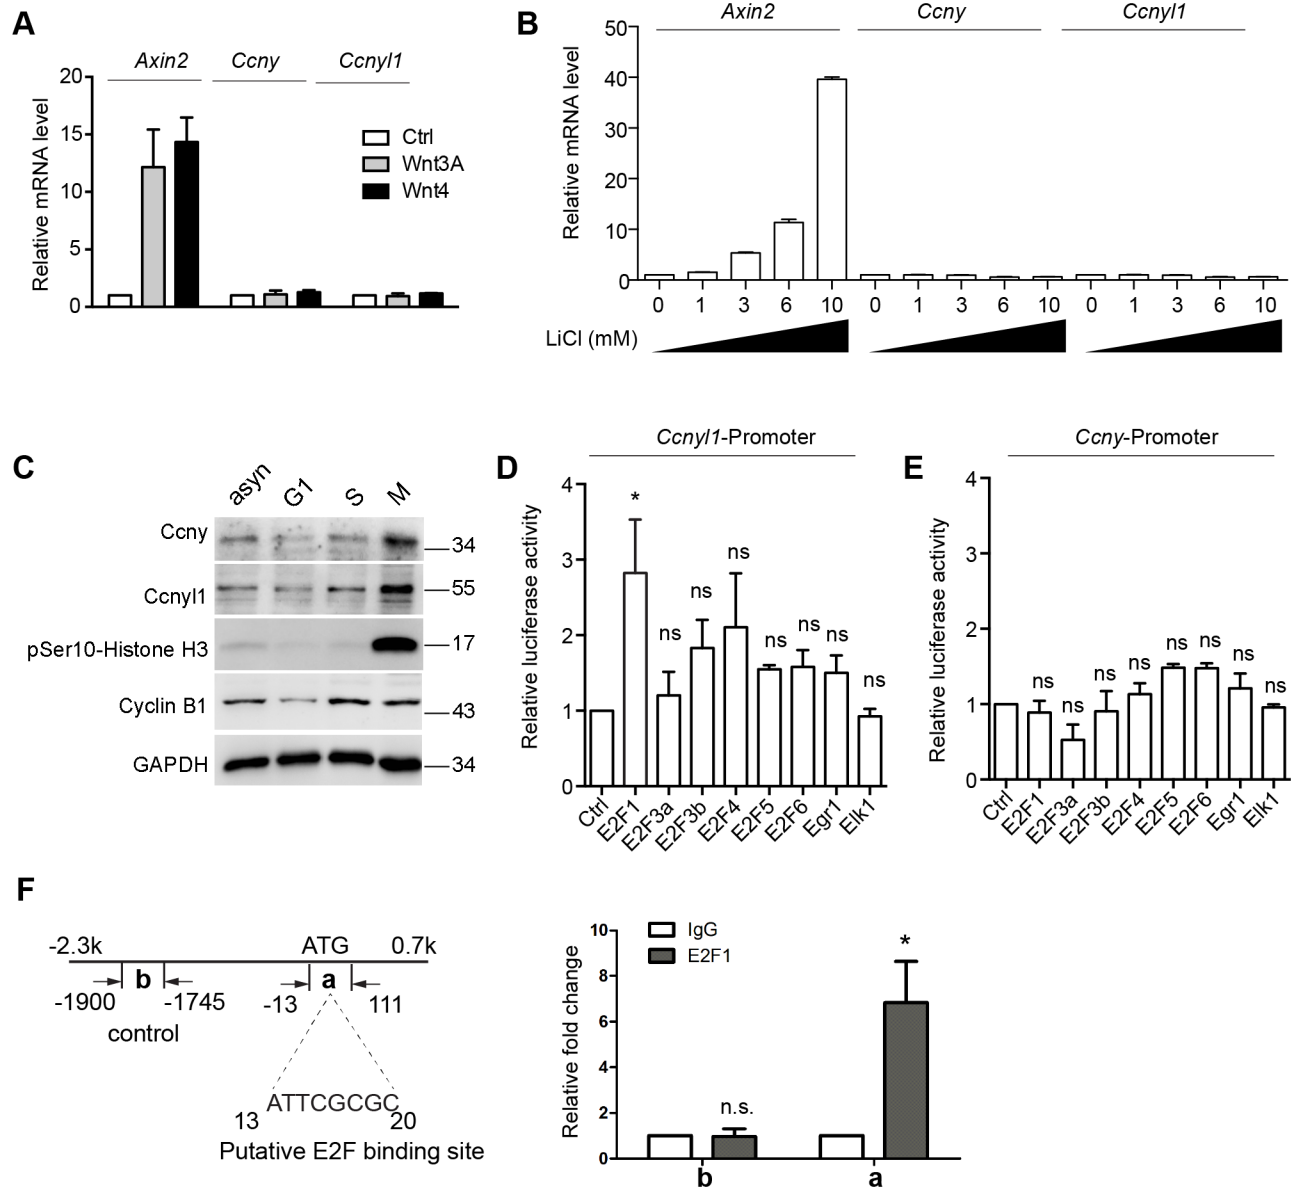 A
Axin2 Ccny Ccnyl1
Relative mRNA level
20
15
10
5
0
Ctrl
Wnt3A
Wnt4
B
Axin2 Ccny Ccnyl1
Relative mRNA level
50
40
30
20
10
0
0 1 3 6 10 0 1 3 6 10 0 1 3 6 10
LiCl (mM)
C
asyn G1 S M
Ccny 34
Ccnyl1 55
pSer10-Histone H3 17
Cyclin B1 43
GAPDH 34
D
Ccnyl1-Promoter
Relative luciferase activity
4
3
2
1
0
* ns ns ns ns ns ns ns
Ctrl E2F1 E2F3a E2F3b E2F4 E2F5 E2F6 Egr1 Elk1
E
Ccny-Promoter
Relative luciferase activity
4
3
2
1
0
ns ns ns ns ns ns ns ns
Ctrl E2F1 E2F3a E2F3b E2F4 E2F5 E2F6 Egr1 Elk1
F
-2.3k ATG 0.7k
b a
-1900 -1745 -13 111
control
ATTCGCGC
13 20
Putative E2F binding site
Relative fold change
10
8
6
4
2
0
IgG
E2F1
n.s. *
b a